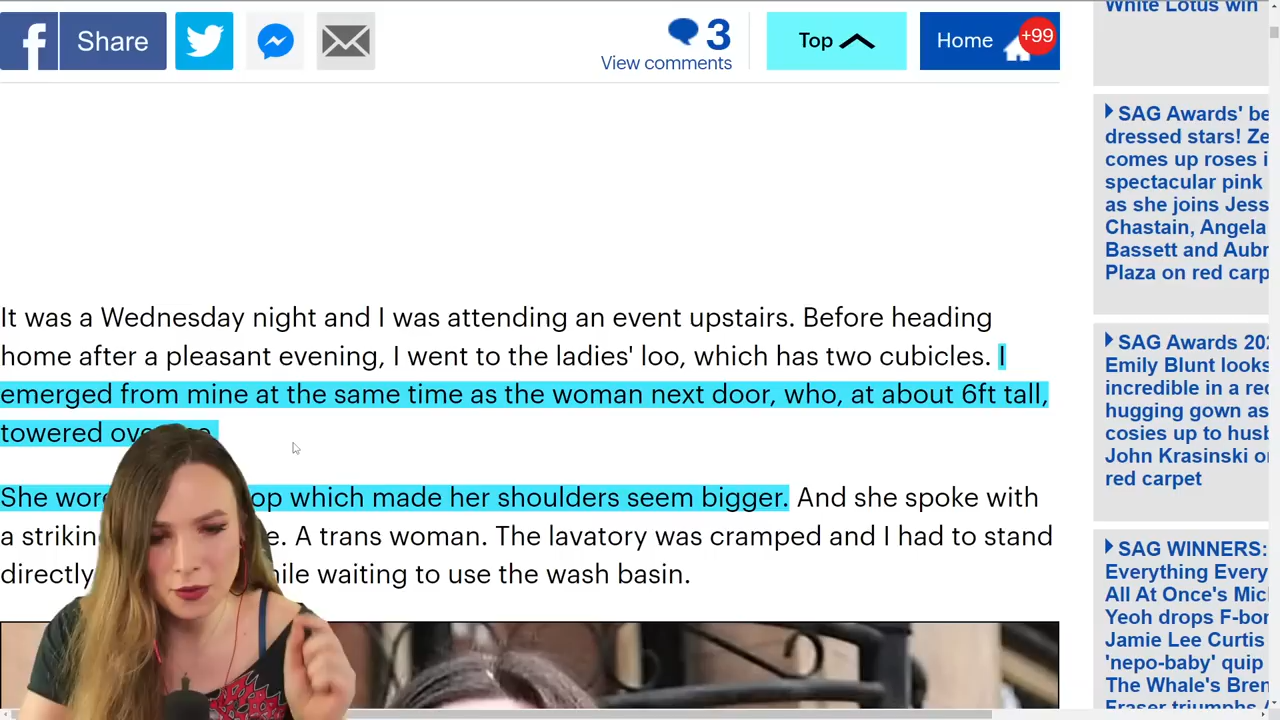 White Lotus win
Share
3
View comments
Top
Home
+99
SAG Awards' be
dressed stars! Ze
comes up roses i
spectacular pink
as she joins Jess
Chastain, Angela
Bassett and Aubr
Plaza on red carp
It was a Wednesday night and I was attending an event upstairs. Before heading
home after a pleasant evening, I went to the ladies' loo, which has two cubicles. I
emerged from mine at the same time as the woman next door, who, at about 6ft tall,
towered
She wore op which made her shoulders seem bigger. And she spoke with
a strikin e. A trans woman. The lavatory was cramped and I had to stand
directly hile waiting to use the wash basin.
SAG Awards 202
Emily Blunt looks
incredible in a red
hugging gown as
cosies up to husb
John Krasinski on
red carpet
SAG WINNERS:
Everything Every
All At Once's Mic
Yeoh drops F-bor
Jamie Lee Curtis
'nepo-baby' quip
The Whale's Bren
Fraser triumphs